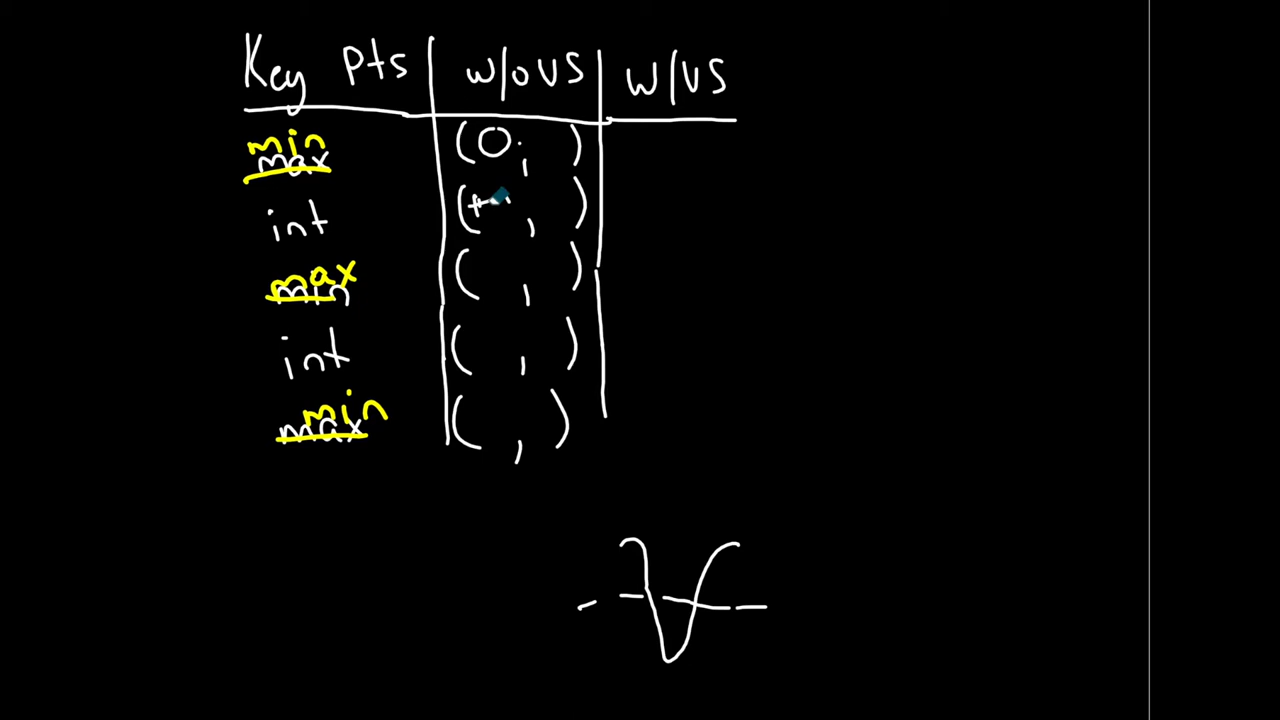 Key Pts w/o VS w/ VS
min
max (0, )
int ( , )
max
min ( , )
int ( , )
min
max ( , )